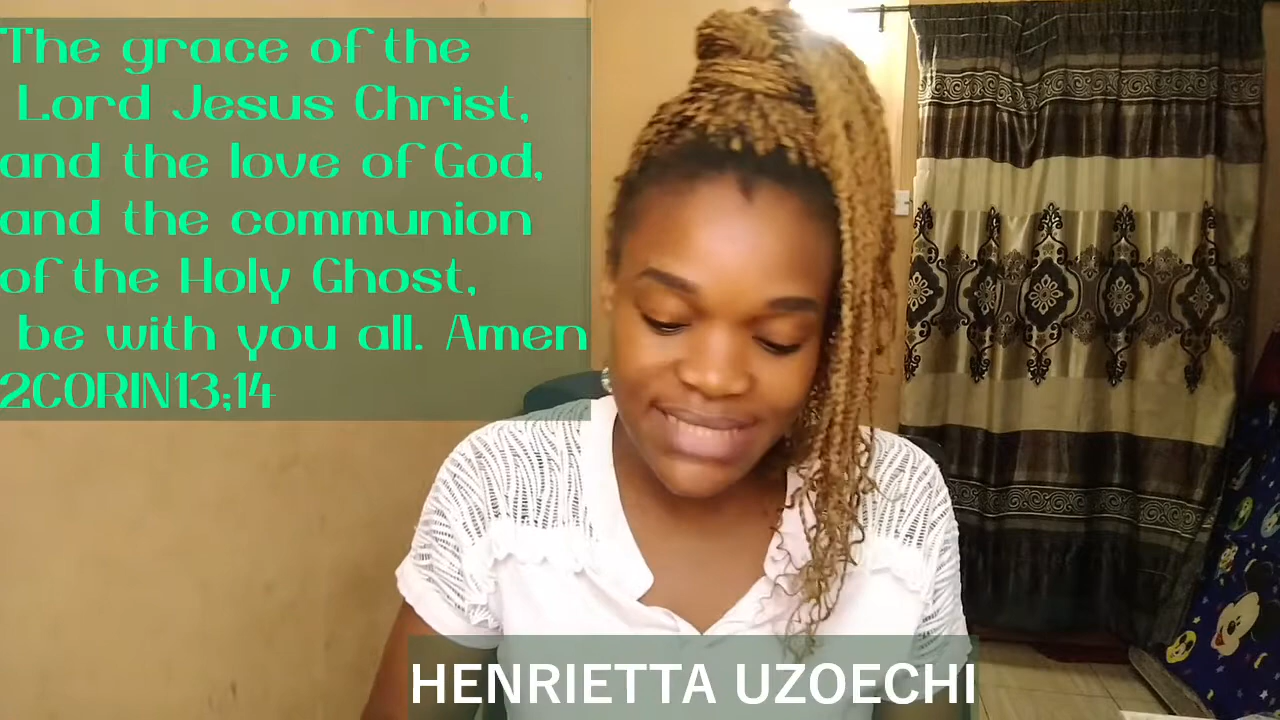 The grace of the
Lord Jesus Christ,
and the love of God,
and the communion
of the Holy Ghost,
be with you all. Amen
2CORIN13;14
HENRIETTA UZOECHI